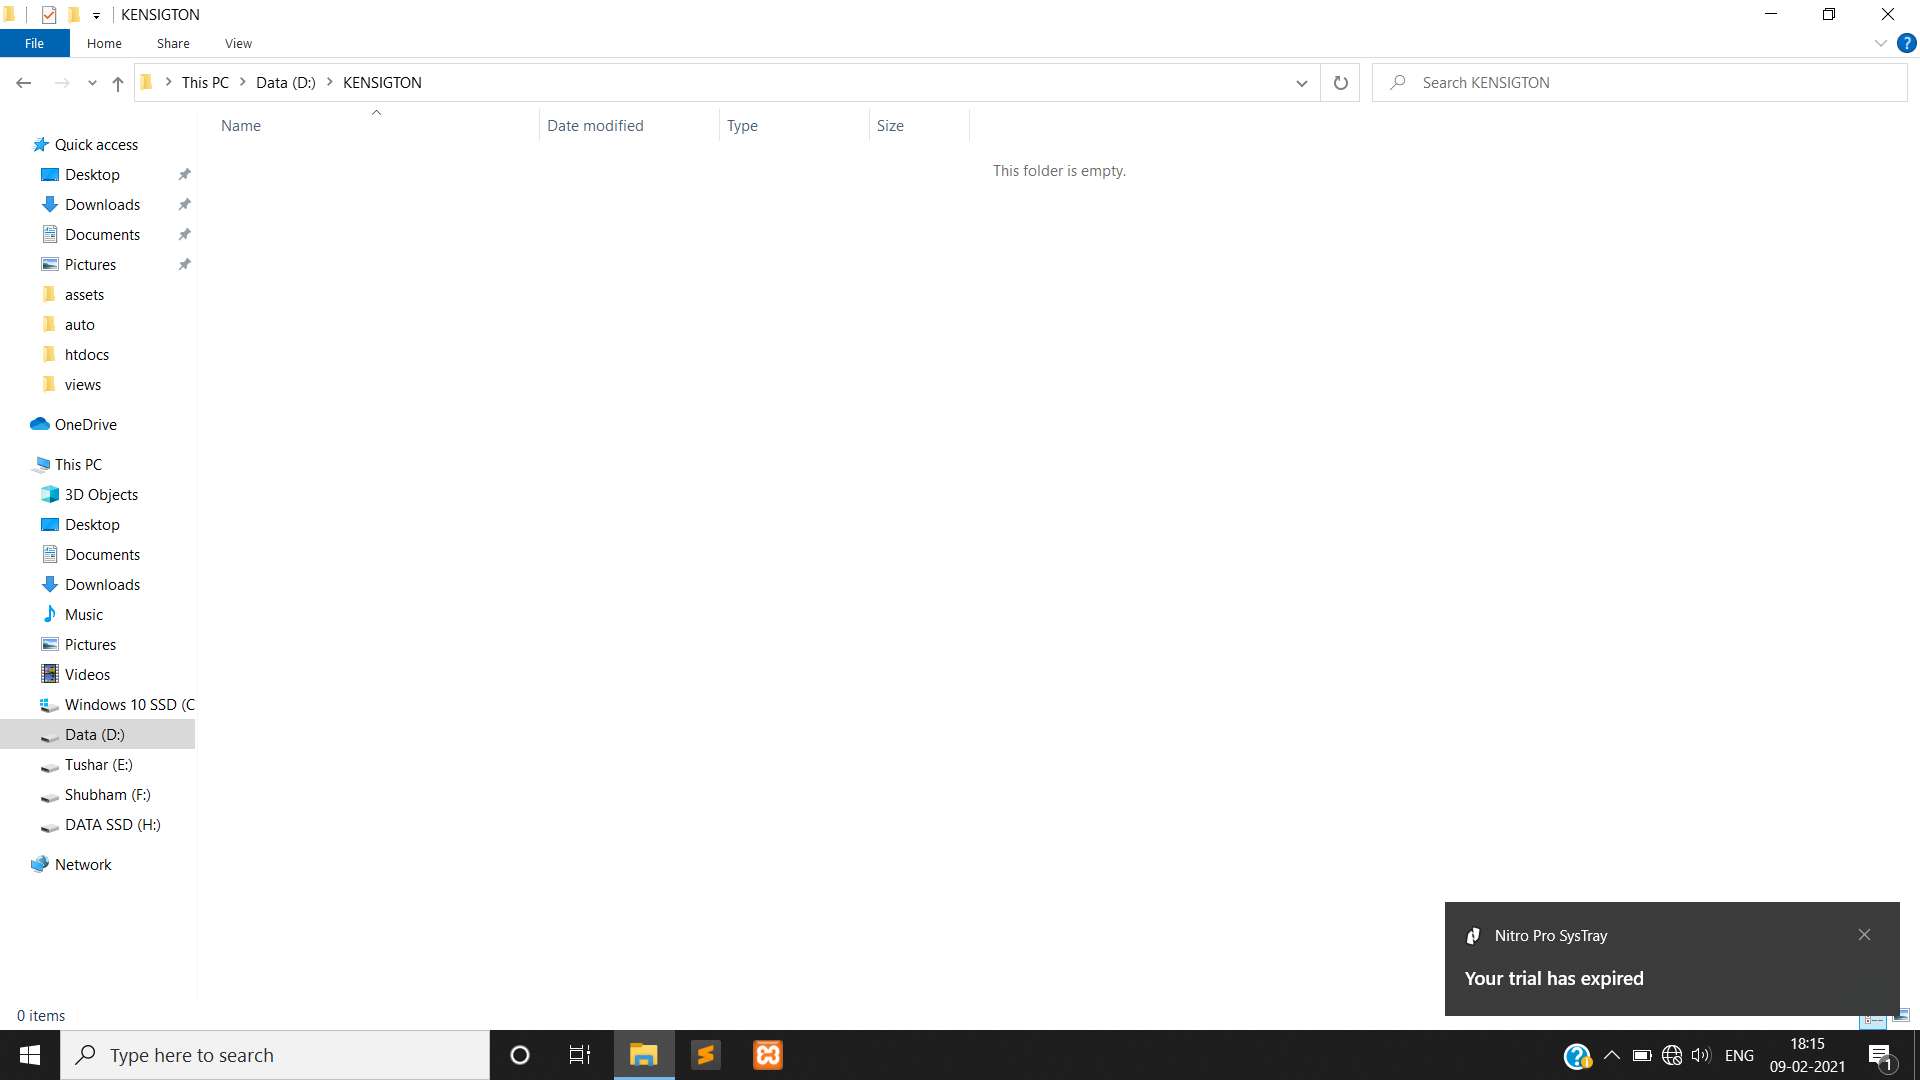 KENSIGTON
File Home Share View
This PC Data (D:) KENSIGTON
Search KENSIGTON
Name Date modified Type Size
This folder is empty.
Quick access
Desktop
Downloads
Documents
Pictures
assets
auto
htdocs
views
OneDrive
This PC
3D Objects
Desktop
Documents
Downloads
Music
Pictures
Videos
Windows 10 SSD (C
Data (D:)
Tushar (E:)
Shubham (F:)
DATA SSD (H:)
Network
Nitro Pro SysTray
Your trial has expired
0 items
Type here to search
ENG
18:15
09-02-2021
1